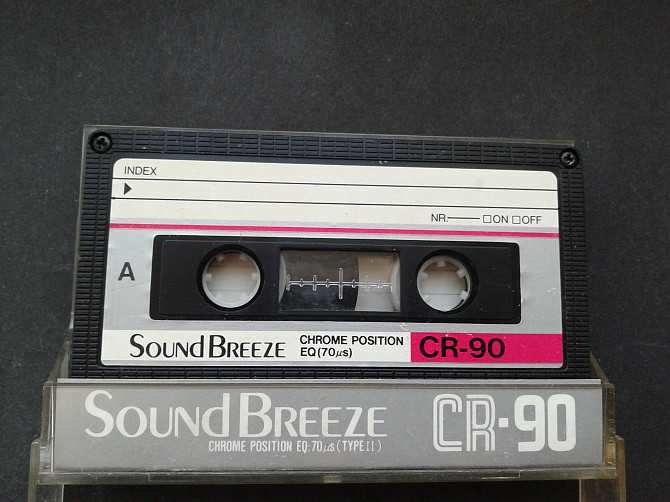 INDEX
NR. □ON □OFF
A
SOUND BREEZE CHROME POSITION
EQ(70μs)
CR-90
SOUND BREEZE CR-90
CHROME POSITION EQ:70μs (TYPE II)